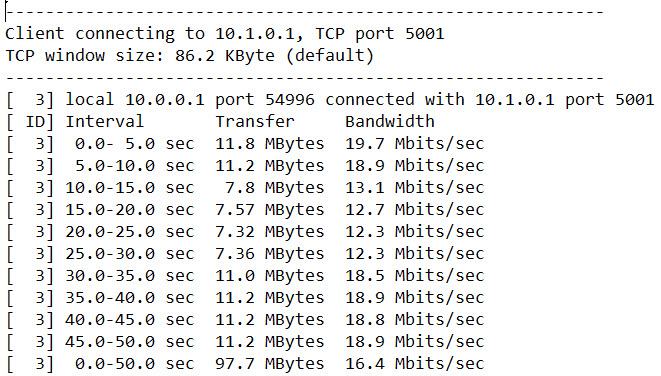 ------------------------------------------------------------
Client connecting to 10.1.0.1, TCP port 5001
TCP window size: 86.2 KByte (default)
------------------------------------------------------------
[  3] local 10.0.0.1 port 54996 connected with 10.1.0.1 port 5001
[ ID] Interval       Transfer     Bandwidth
[  3]  0.0- 5.0 sec  11.8 MBytes  19.7 Mbits/sec
[  3]  5.0-10.0 sec  11.2 MBytes  18.9 Mbits/sec
[  3] 10.0-15.0 sec   7.8 MBytes  13.1 Mbits/sec
[  3] 15.0-20.0 sec  7.57 MBytes  12.7 Mbits/sec
[  3] 20.0-25.0 sec  7.32 MBytes  12.3 Mbits/sec
[  3] 25.0-30.0 sec  7.36 MBytes  12.3 Mbits/sec
[  3] 30.0-35.0 sec  11.0 MBytes  18.5 Mbits/sec
[  3] 35.0-40.0 sec  11.2 MBytes  18.9 Mbits/sec
[  3] 40.0-45.0 sec  11.2 MBytes  18.8 Mbits/sec
[  3] 45.0-50.0 sec  11.2 MBytes  18.9 Mbits/sec
[  3]  0.0-50.0 sec  97.7 MBytes  16.4 Mbits/sec